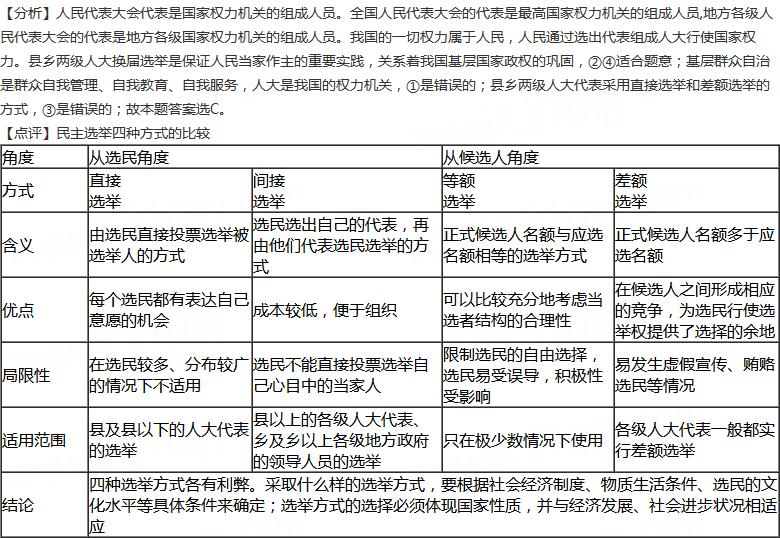 【分析】人民代表大会代表是国家权力机关的组成人员。全国人民代表大会的代表是最高国家权力机关的组成人员,地方各级人
民代表大会的代表是地方各级国家权力机关的组成人员。我国的一切权力属于人民，人民通过选出代表组成人大行使国家权
力。县乡两级人大换届选举是保证人民当家作主的重要实践，关系着我国基层国家政权的巩固，②④适合题意；基层群众自治
是群众自我管理、自我教育、自我服务，人大是我国的权力机关，①是错误的；县乡两级人大代表采用直接选举和差额选举的
方式，③是错误的；故本题答案选C。
【点评】民主选举四种方式的比较
角度 从选民角度 从候选人角度
方式 直接 间接 等额 差额
选举 选举 选举 选举
含义 由选民直接投票选举被选举人的方式 选民选出自己的代表，再由他们代表选民选举的方式 正式候选人名额与应选名额相等的选举方式 正式候选人名额多于应选名额
优点 每个选民都有表达自己意愿的机会 成本较低，便于组织 可以比较充分地考虑当选者结构的合理性 在候选人之间形成相应的竞争，为选民行使选举权提供了选择的余地
局限性 在选民较多、分布较广的情况下不适用 选民不能直接投票选举自己心目中的当家人 限制选民的自由选择，选民易受误导，积极性受影响 易发生虚假宣传、贿赂选民等情况
适用范围 县及县以下的人大代表的选举 县以上的各级人大代表、乡及乡以上各级地方政府的领导人员的选举 只在极少数情况下使用 各级人大代表一般都实行差额选举
结论 四种选举方式各有利弊。采取什么样的选举方式，要根据社会经济制度、物质生活条件、选民的文
化水平等具体条件来确定；选举方式的选择必须体现国家性质，并与经济发展、社会进步状况相适
应